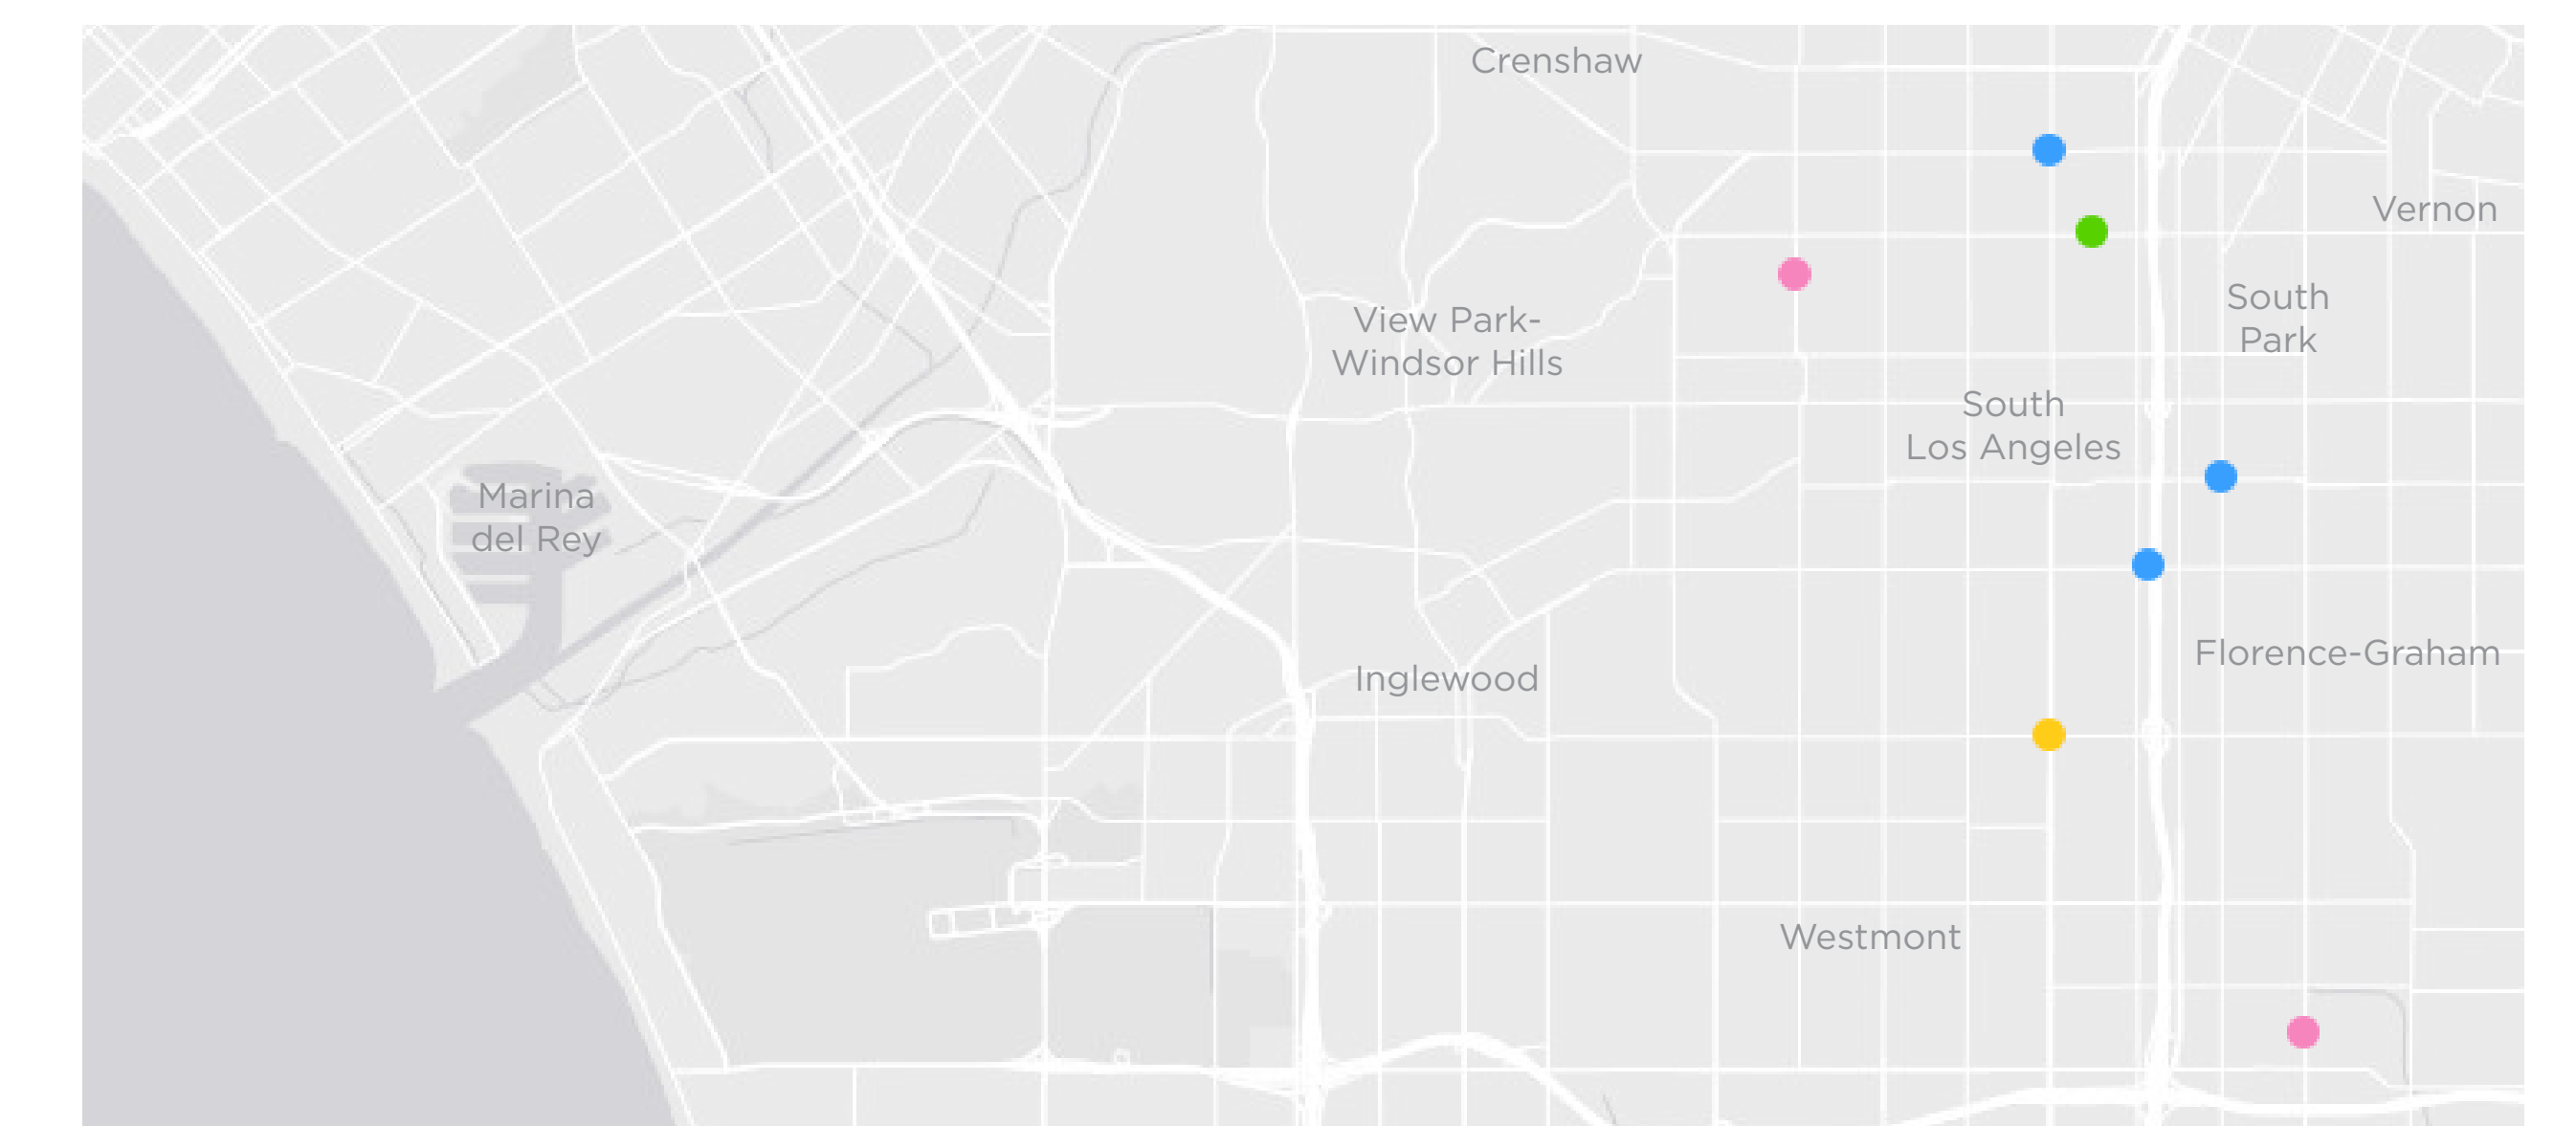 Crenshaw
Vernon
South
Park
View Park-
Windsor Hills
South
Los Angeles
Marina
del Rey
Florence-Graham
Inglewood
Westmont